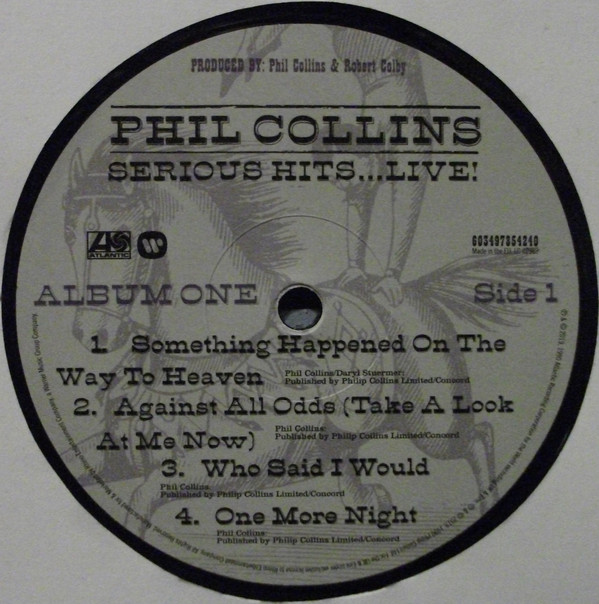 PRODUCED BY: Phil Collins & Robert Colby
PHIL COLLINS
SERIOUS HITS...LIVE!
ATLANTIC
603497854240
ALBUM ONE
Side 1
1. Something Happened On The
Way To Heaven
Phil Collins/Daryl Stuermer:
Published by Philip Collins Limited/Concord
2. Against All Odds (Take A Look
At Me Now)
Phil Collins:
Published by Philip Collins Limited/Concord
3. Who Said I Would
Phil Collins:
Published by Philip Collins Limited/Concord
4. One More Night
Phil Collins:
Published by Philip Collins Limited/Concord